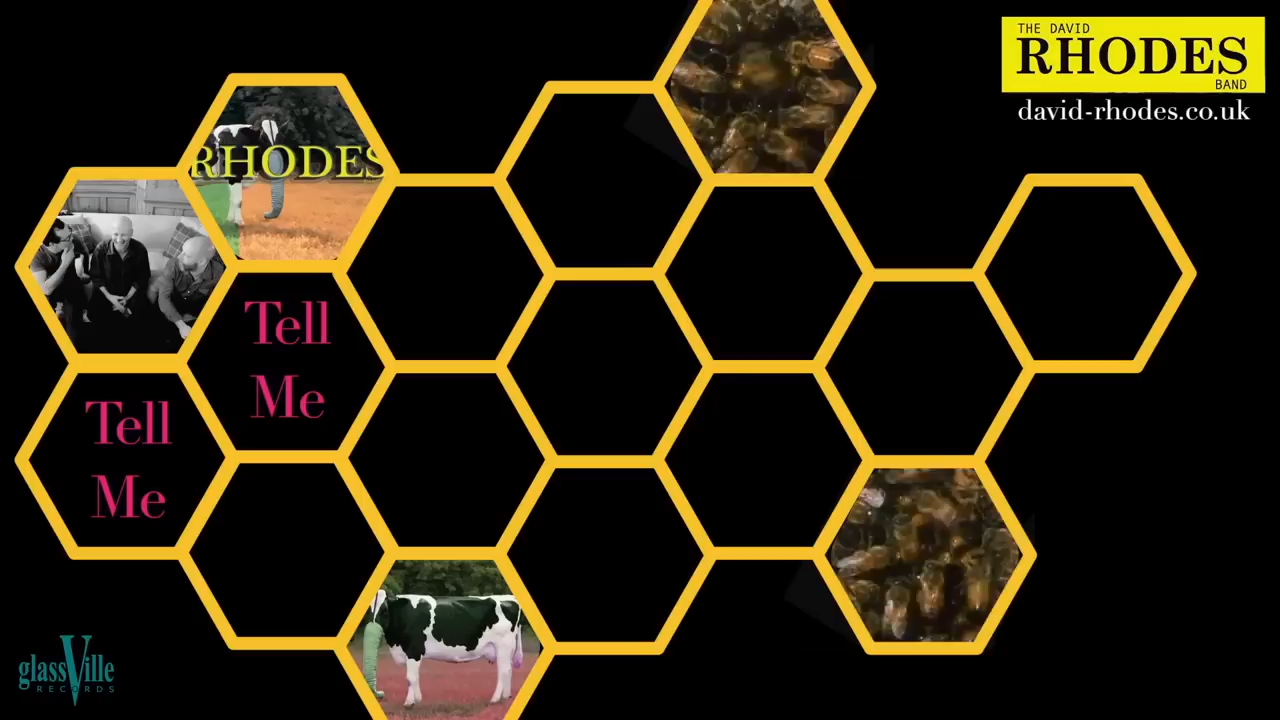 THE DAVID
RHODES
BAND
david-rhodes.co.uk
RHODES
Tell
Me
Tell
Me
glassVille
RECORDS